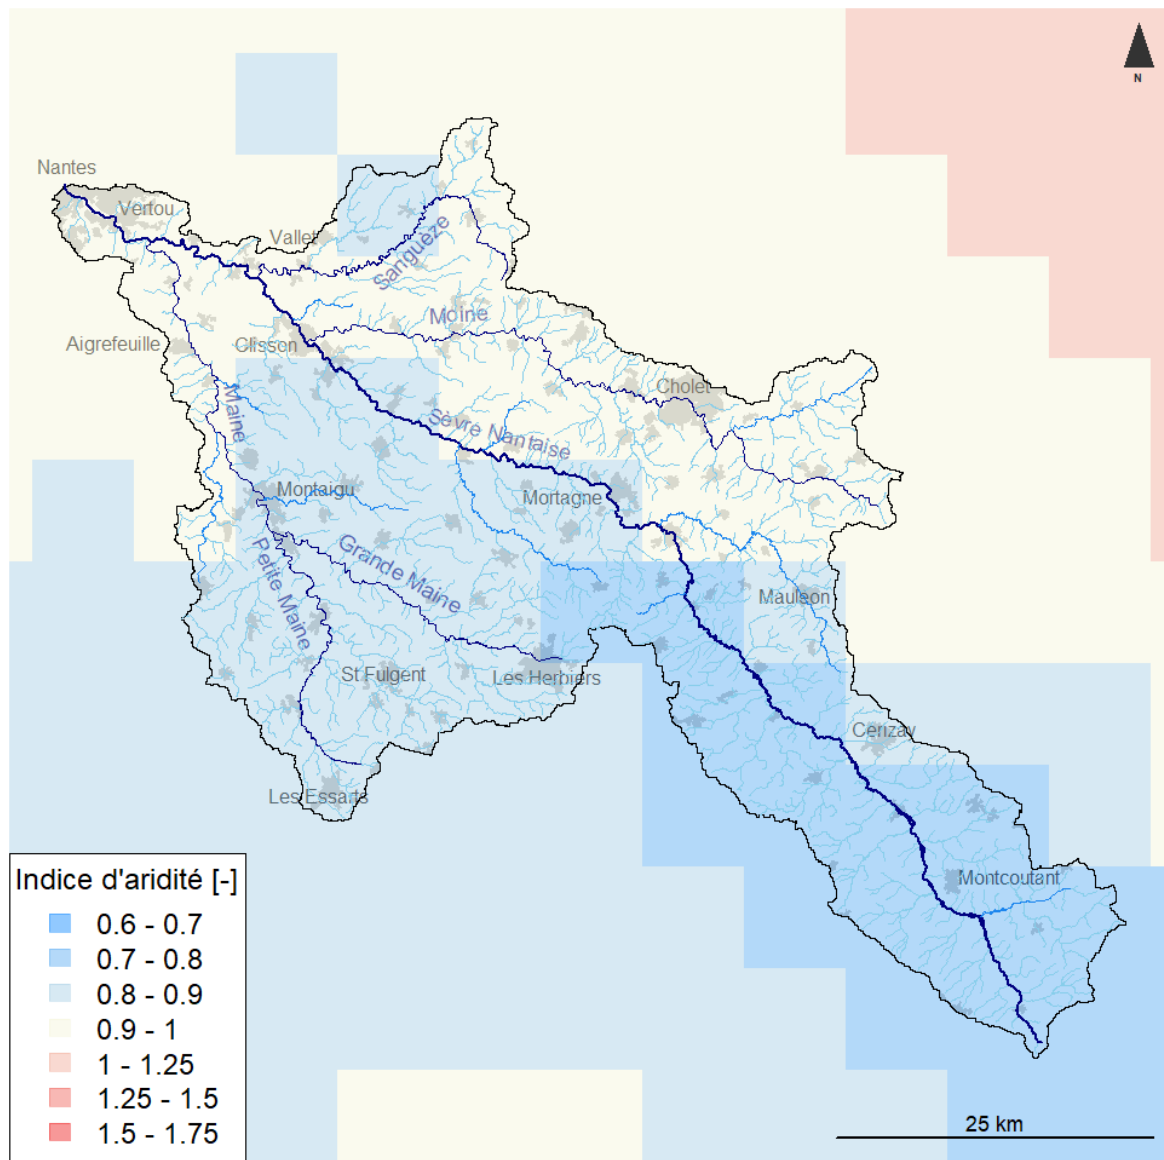 N
Nantes
Vertou
Vallet
Sanguèze
Moine
Aigrefeuille
Clisson
Cholet
Maine
Sèvre Nantaise
Montaigu
Mortagne
Grande Maine
Petite Maine
Mauléon
St Fulgent
Les Herbiers
Cerizay
Les Essarts
Montcoutant
Indice d'aridité [-]
0.6 - 0.7
0.7 - 0.8
0.8 - 0.9
0.9 - 1
1 - 1.25
1.25 - 1.5
1.5 - 1.75
25 km